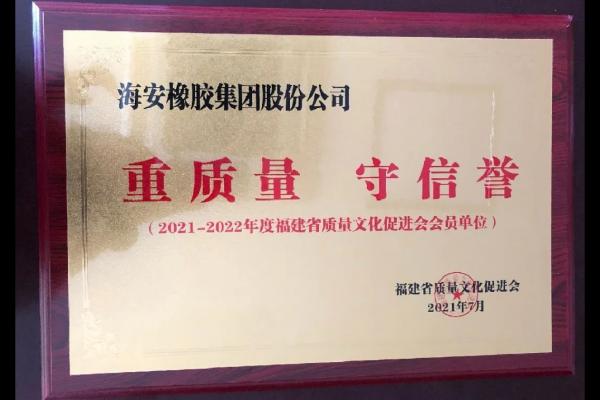 海安橡胶集团股份公司
重质量 守信誉
（2021-2022年度福建省质量文化促进会会员单位）
福建省质量文化促进会
2021年7月